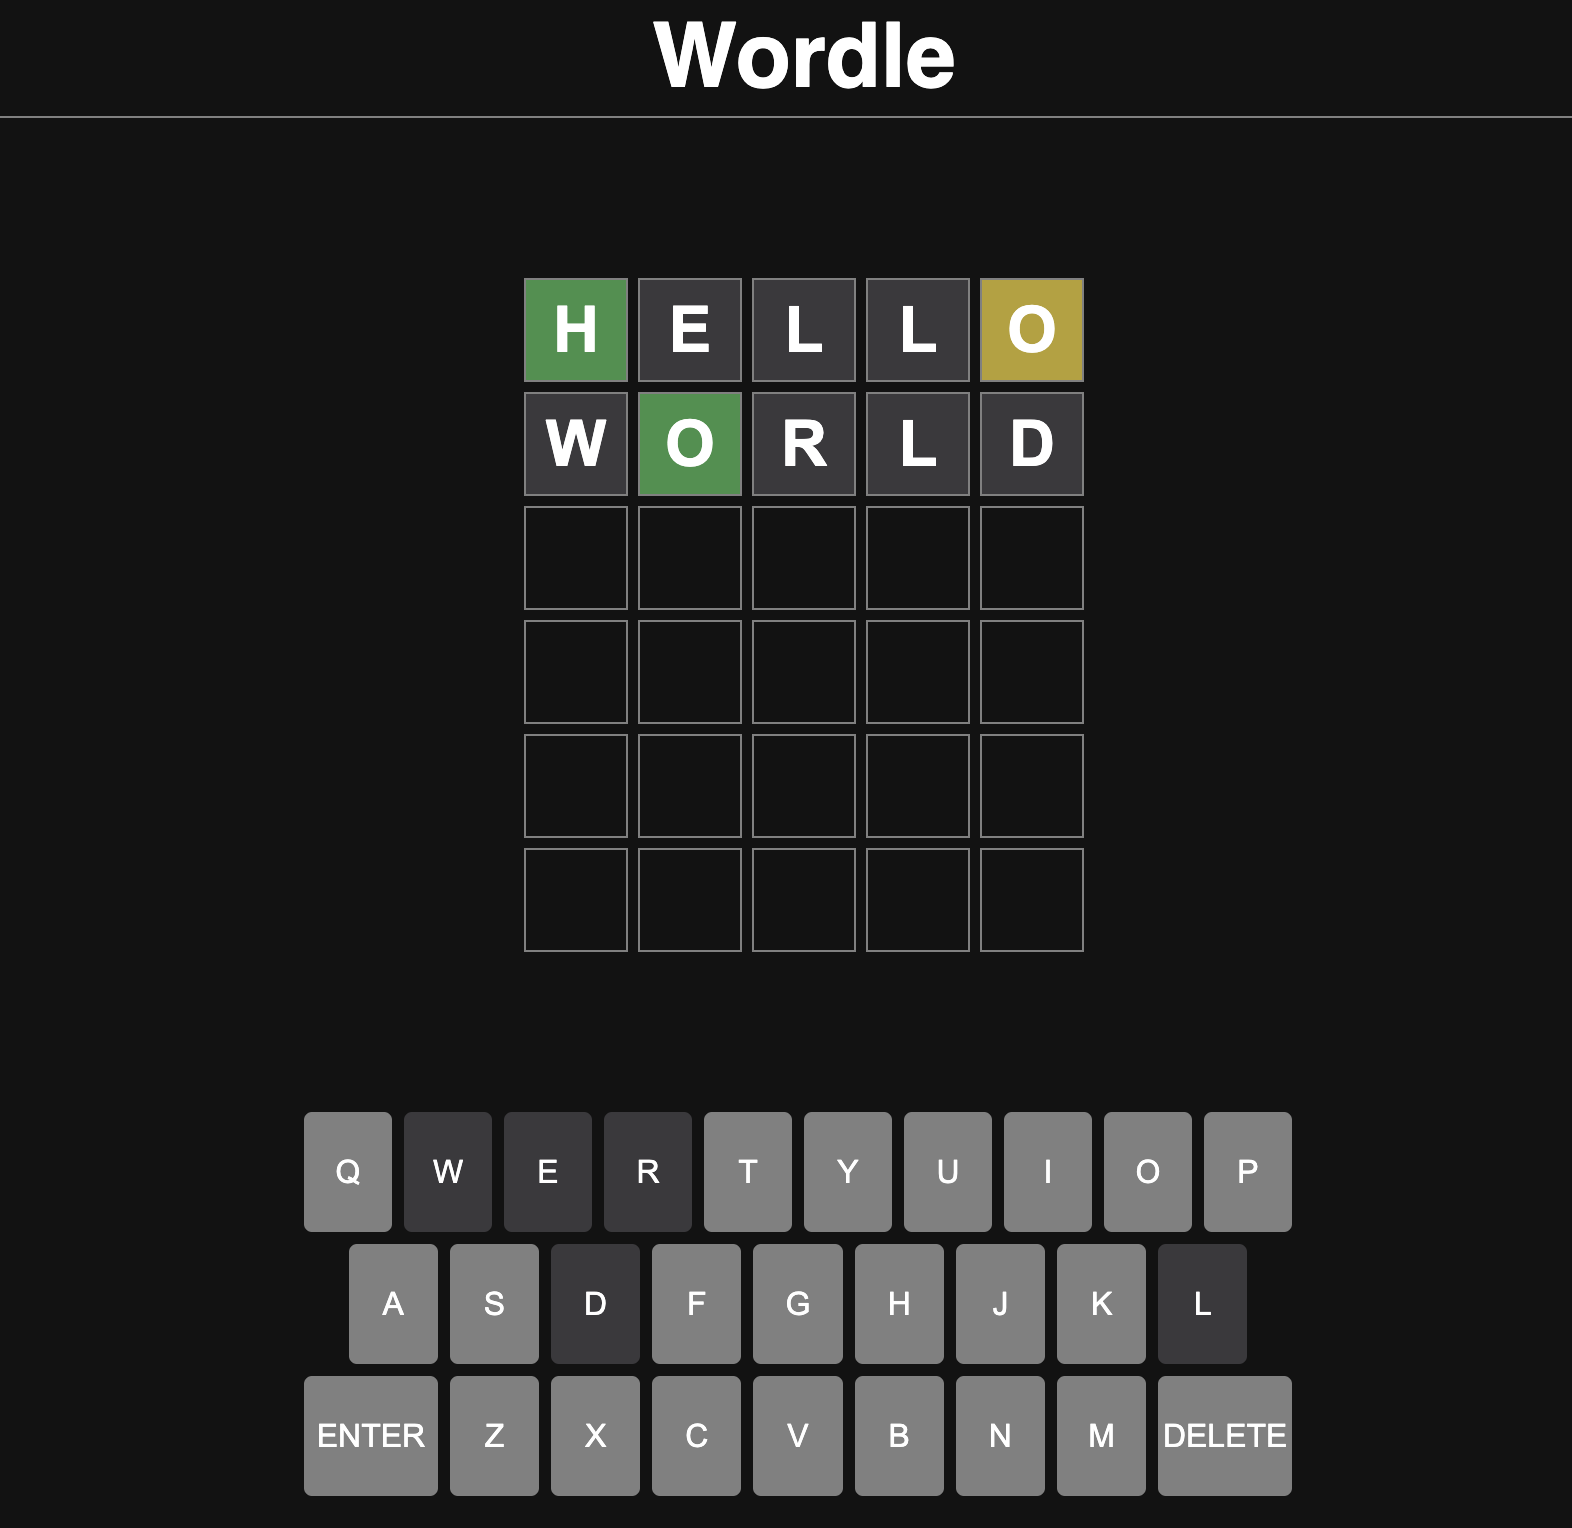 Wordle
H E L L O
W O R L D
Q W E R T Y U I O P
A S D F G H J K L
ENTER Z X C V B N M DELETE